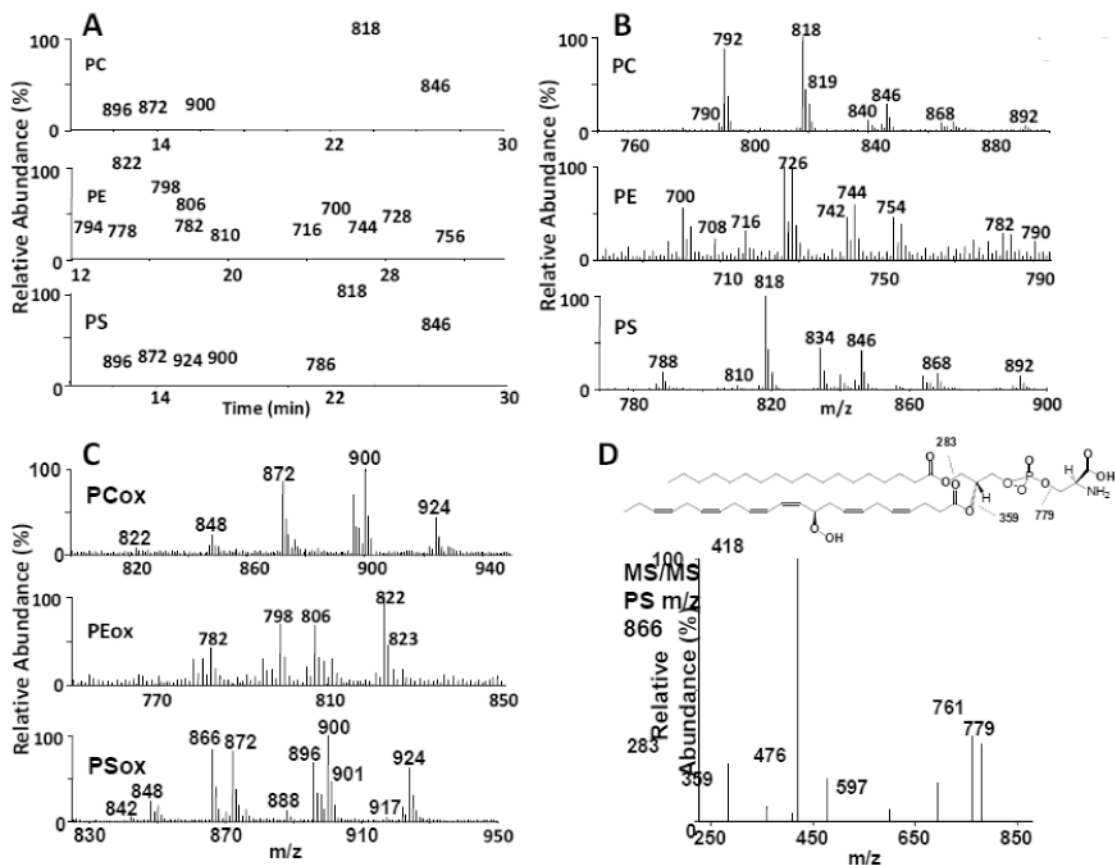 A
818
100
PC
846
896 872 900
0
14 22 30
822
100
PE
798
806
794 778 782 810
700 728
716 744 756
0
12 20 28
818
100
PS
846
896 872 924 900 786
0
14 22 30
Time (min)
Relative Abundance (%)
B
100
PC
792 818
819
790 840 846 868 892
0
760 800 840 880
726
100
PE
700 744
708 716 742 754 782 790
0
710 750 790
818
100
PS
834 846
788 810 868 892
0
780 820 860 900
m/z
Relative Abundance (%)
C
900
100
PCox
872
822 848 924
0
820 860 900 940
822
100
PEox
798 806
782 823
0
770 810 850
900
100
PSox
866 872 896 924
901
842 848 888 917
0
830 870 910 950
m/z
Relative Abundance (%)
D
283
O
O
O
P
O
O
O
H
O
OH
NH2
O
O
359
779
O
OH
418
100
MS/MS
PS m/z
866
Relative
Abundance (%)
761
779
283
476
359
597
0
250 450 650 850
m/z